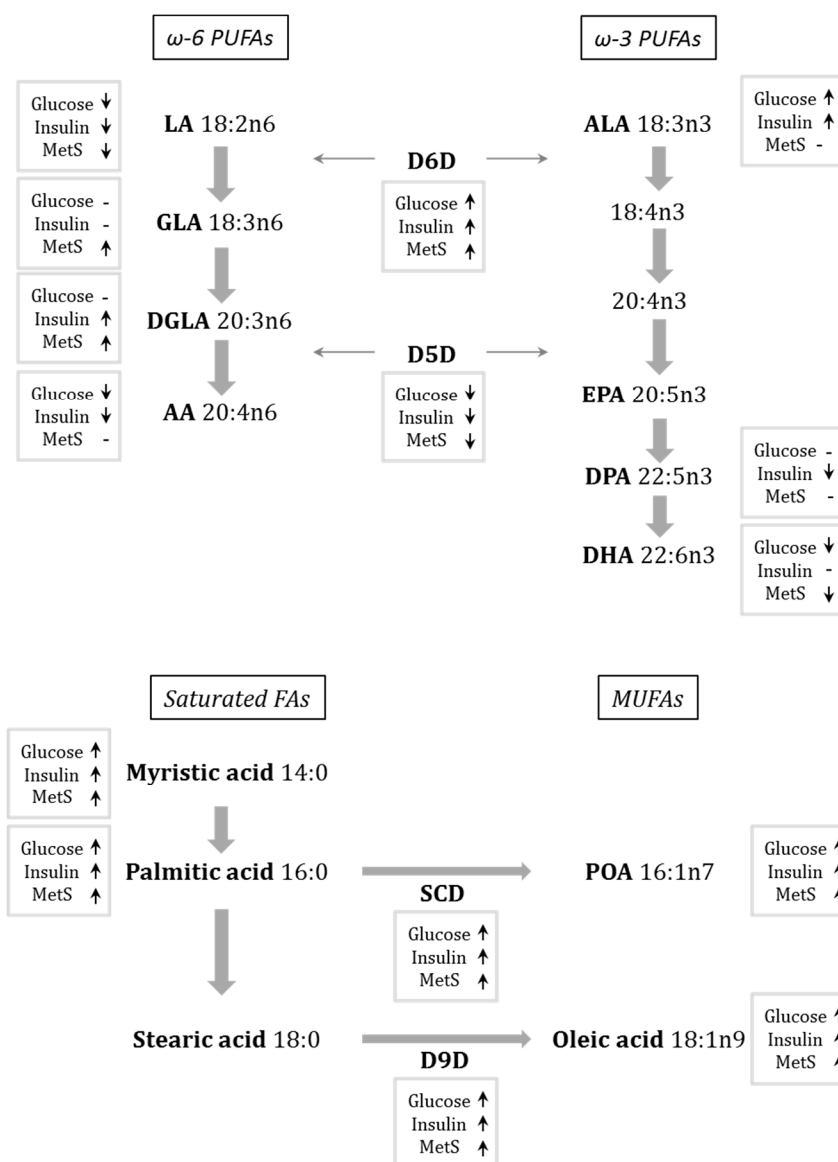 ω-6 PUFAs
ω-3 PUFAs
Glucose ↓
Insulin ↓
MetS ↓
LA 18:2n6
ALA 18:3n3
Glucose ↑
Insulin ↑
MetS -
D6D
Glucose ↑
Insulin ↑
MetS ↑
Glucose -
Insulin -
MetS ↑
GLA 18:3n6
18:4n3
Glucose -
Insulin ↑
MetS ↑
DGLA 20:3n6
20:4n3
D5D
Glucose ↓
Insulin ↓
MetS ↓
Glucose ↓
Insulin ↓
MetS -
AA 20:4n6
EPA 20:5n3
DPA 22:5n3
Glucose -
Insulin ↓
MetS -
DHA 22:6n3
Glucose ↓
Insulin -
MetS ↓
Saturated FAs
MUFAs
Glucose ↑
Insulin ↑
MetS ↑
Myristic acid 14:0
Glucose ↑
Insulin ↑
MetS ↑
Palmitic acid 16:0
SCD
Glucose ↑
Insulin ↑
MetS ↑
POA 16:1n7
Glucose ↑
Insulin ↑
MetS ↑
Stearic acid 18:0
D9D
Glucose ↑
Insulin ↑
MetS ↑
Oleic acid 18:1n9
Glucose ↑
Insulin ↑
MetS ↑